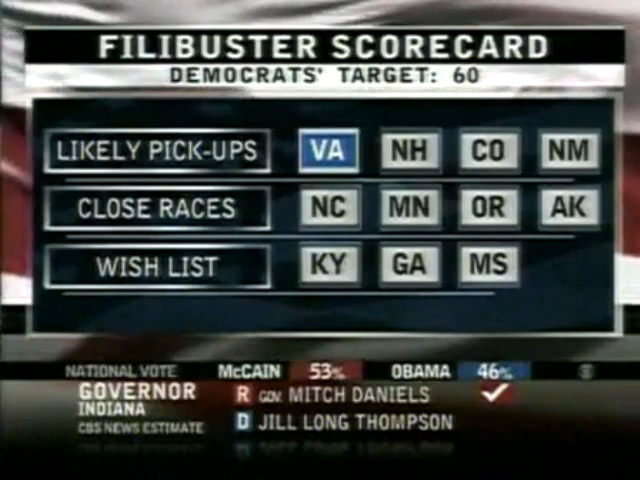 FILIBUSTER SCORECARD
DEMOCRATS' TARGET: 60
LIKELY PICK-UPS VA NH CO NM
CLOSE RACES NC MN OR AK
WISH LIST KY GA MS
NATIONAL VOTE McCAIN 53% OBAMA 46%
GOVERNOR
INDIANA
CBS NEWS ESTIMATE
R GOV. MITCH DANIELS
D JILL LONG THOMPSON